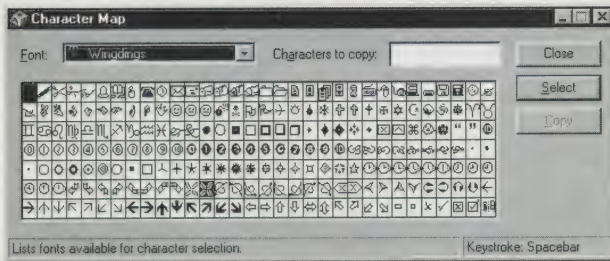 Character Map
Font: Wingdings Characters to copy: Close
Select
Copy
Lists fonts available for character selection. Keystroke: Spacebar